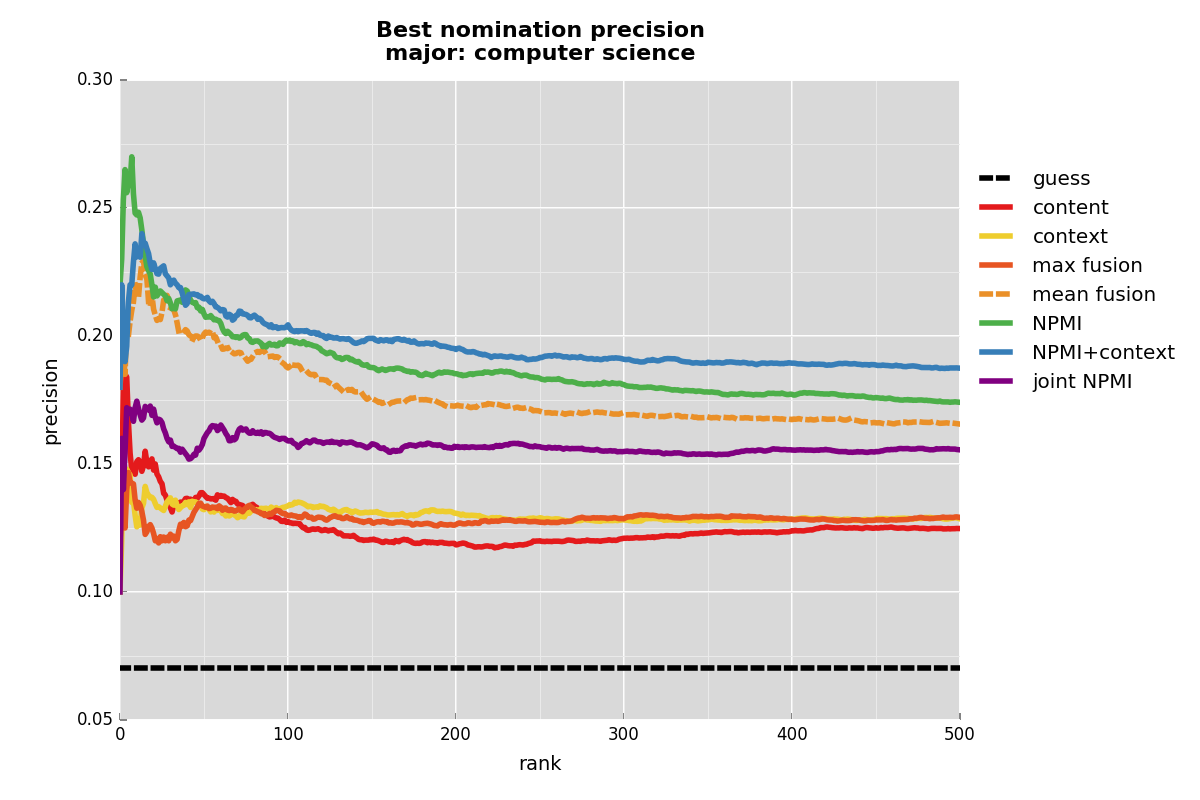 Best nomination precision
major: computer science
precision
0.30
0.25
0.20
0.15
0.10
0.05
0
100
200
300
400
500
rank
guess
content
context
max fusion
mean fusion
NPMI
NPMI+context
joint NPMI